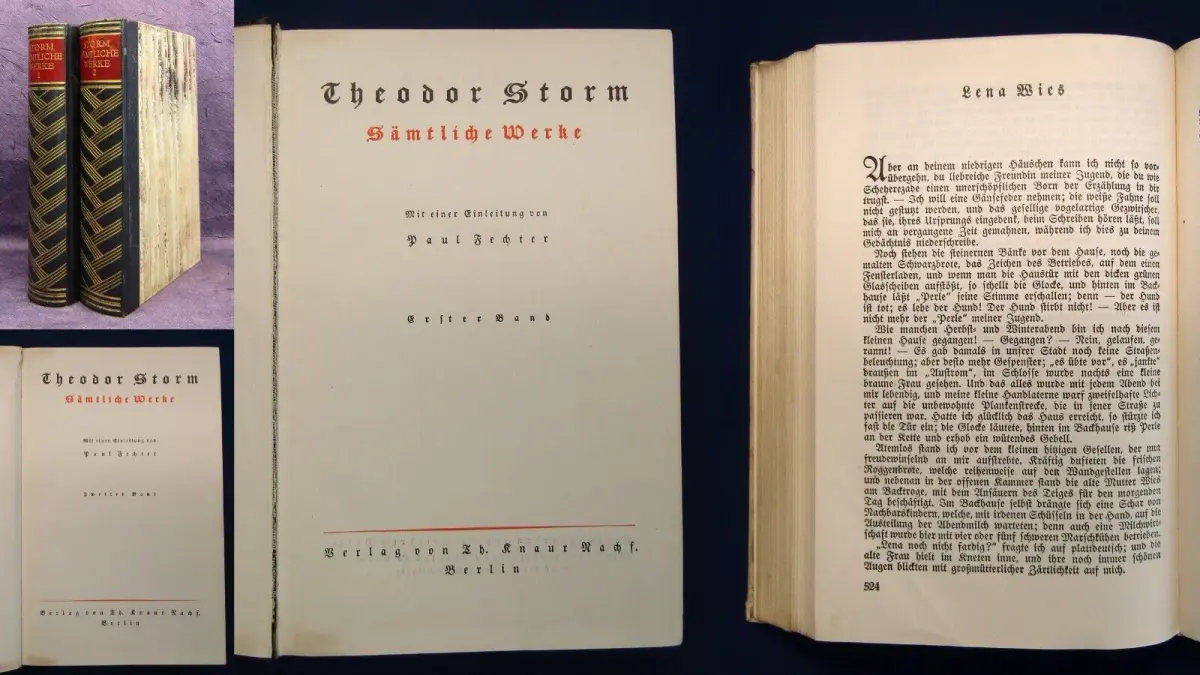 STORM
SÄMTLICHE
WERKE
1
STORM
SÄMTLICHE
WERKE
2
Theodor Storm
Sämtliche Werke
Mit einer Einleitung von
Paul Fechter
Zweiter Band
Verlag von Th. Knaur Nachf.
Berlin
Theodor Storm
Sämtliche Werke
Mit einer Einleitung von
Paul Fechter
Erster Band
Verlag von Th. Knaur Nachf.
Berlin
Lena Wies
Aber an deinem niedrigen Häuschen kann ich nicht so vor-
übergehn, du liebreiche Freundin meiner Jugend, die du wie
Scheherezade einen unerschöpflichen Born der Erzählung in dir
trugst. — Ich will eine Gänsefeder nehmen; die weiße Fahne soll
nicht gestutzt werden, und das gesellige vogelartige Gezwitscher,
das sie, ihres Ursprungs eingedenk, beim Schreiben hören läßt, soll
mich an vergangene Zeit gemahnen, während ich dies zu deinem
Gedächtnis niederschreibe.
Noch stehen die steinernen Bänke vor dem Hause, noch die ge-
malten Schwarzbrote, das Zeichen des Betriebes, auf dem einen
Fensterladen, und wenn man die Haustür mit den dicken grünen
Glasscheiben aufstößt, so schellt die Glocke, und hinten im Back-
hause läßt „Perle“ seine Stimme erschallen; denn — der Hund
ist tot; es lebe der Hund! Der Hund stirbt nicht! — Aber es ist
nicht mehr der „Perle“ meiner Jugend.
Wie manchen Herbst- und Winterabend bin ich nach diesem
kleinen Hause gegangen! — Gegangen? — Nein, gelaufen, ge-
rannt! — Es gab damals in unsrer Stadt noch keine Straßen-
beleuchtung; aber desto mehr Gespenster; „es übte vor“, es „jankte“
draußen im „Austrom“, im Schlosse wurde nachts eine kleine
braune Frau gesehen. Und das alles wurde mit jedem Abend bei
mir lebendig, und meine kleine Handlaterne warf zweifelhafte Lich-
ter auf die unbewohnte Plankenstrecke, die in jener Straße zu
passieren war. Hatte ich glücklich das Haus erreicht, so stürzte ich
fast die Tür ein; die Glocke läutete, hinten im Backhause riß Perle
an der Kette und erhob ein wütendes Gebell.
Atemlos stand ich vor dem kleinen hitzigen Gesellen, der nun
freudewinselnd an mir aufstrebte. Kräftig dufteten die frischen
Roggenbrote, welche reihenweise auf den Wandgestellen lagen;
und nebenan in der offenen Kammer stand die alte Mutter Wies
am Backtroge, mit dem Ansäuern des Teiges für den morgenden
Tag beschäftigt. Im Backhause selbst drängte sich eine Schar von
Nachbarskindern, welche, mit irdenen Schüsseln in der Hand, auf die
Austeilung der Abendmilch warteten; denn auch eine Milchwirt-
schaft wurde hier mit vier oder fünf schweren Marschkühen betrieben.
„Lena noch nicht fardig?“ fragte ich auf plattdeutsch; und die
alte Frau hielt im Kneten inne, und ihre noch immer schönen
Augen blickten mit großmütterlicher Zärtlichkeit auf mich.
524